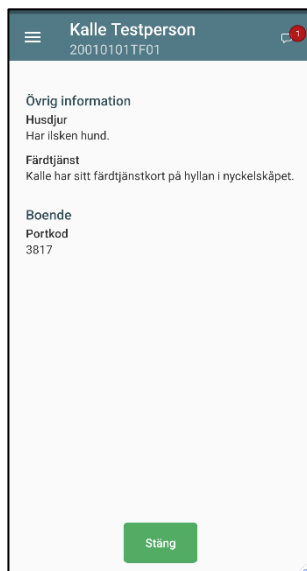 Kalle Testperson
20010101TF01
1
Övrig information
Husdjur
Har ilsken hund.
Färdtjänst
Kalle har sitt färdtjänstkort på hyllan i nyckelskåpet.
Boende
Portkod
3817
Stäng